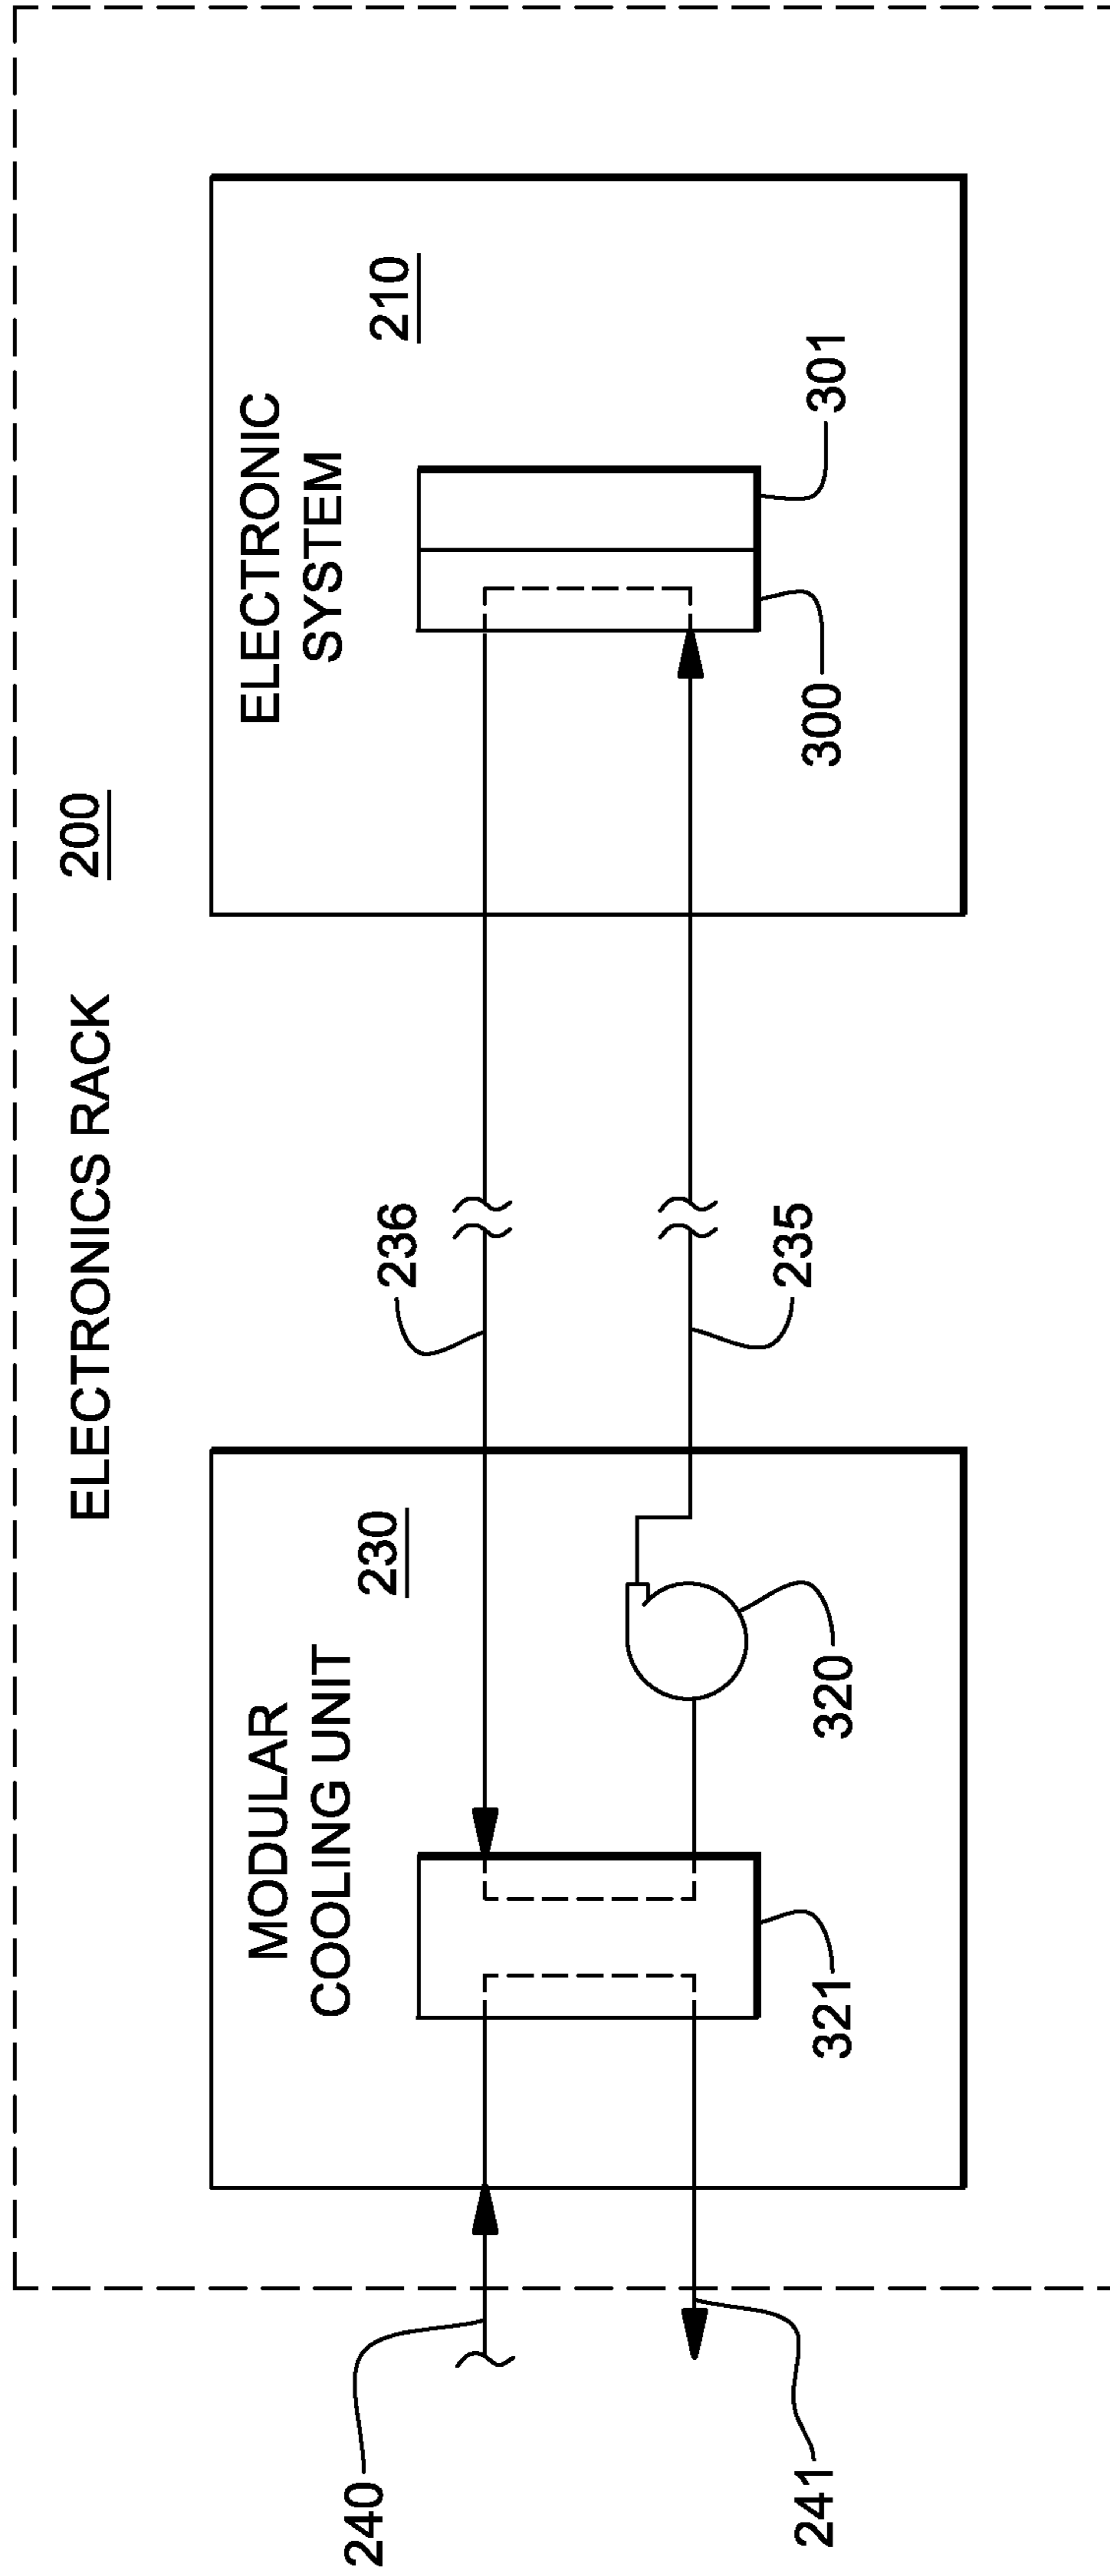 ELECTRONICS RACK 200
MODULAR
COOLING UNIT
230
ELECTRONIC
SYSTEM
210
240
241
236
235
321
320
300
301